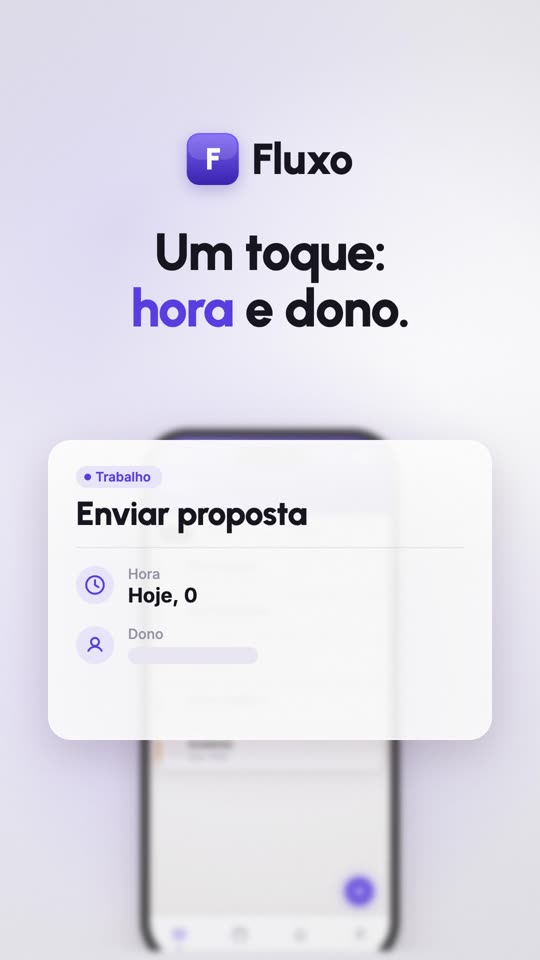 F Fluxo
Um toque:
hora e dono.
Trabalho
Enviar proposta
Hora
Hoje, 0
Dono